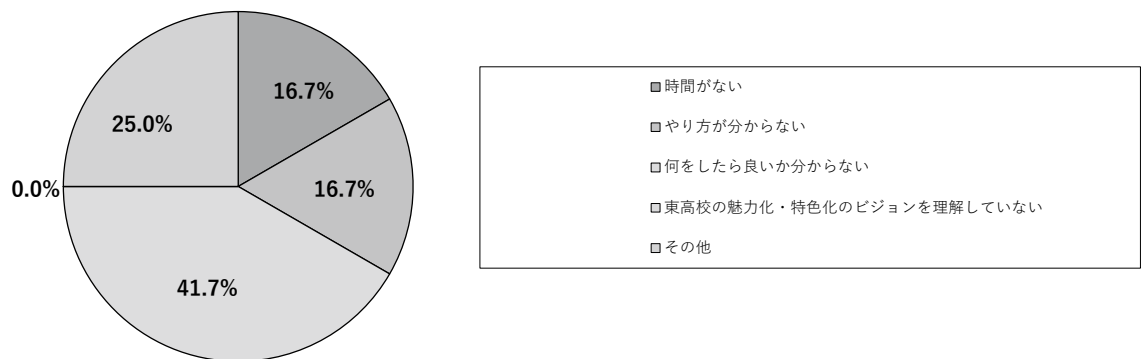 16.7%
25.0%
0.0%
16.7%
41.7%
時間がない
やり方が分からない
何をしたら良いか分からない
東高校の魅力化・特色化のビジョンを理解していない
その他